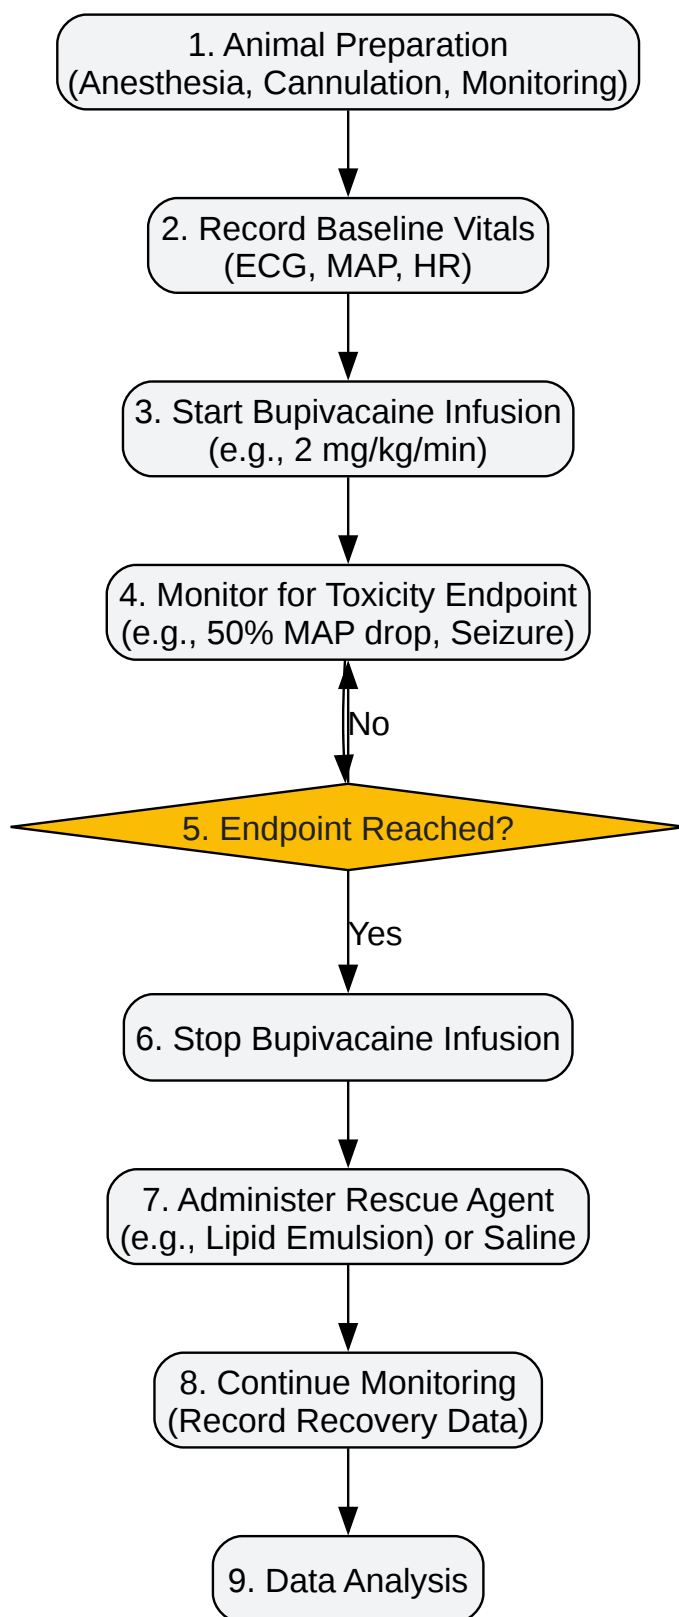 1. Animal Preparation
(Anesthesia, Cannulation, Monitoring)
2. Record Baseline Vitals
(ECG, MAP, HR)
3. Start Bupivacaine Infusion
(e.g., 2 mg/kg/min)
4. Monitor for Toxicity Endpoint
(e.g., 50% MAP drop, Seizure)
No
5. Endpoint Reached?
Yes
6. Stop Bupivacaine Infusion
7. Administer Rescue Agent
(e.g., Lipid Emulsion) or Saline
8. Continue Monitoring
(Record Recovery Data)
9. Data Analysis